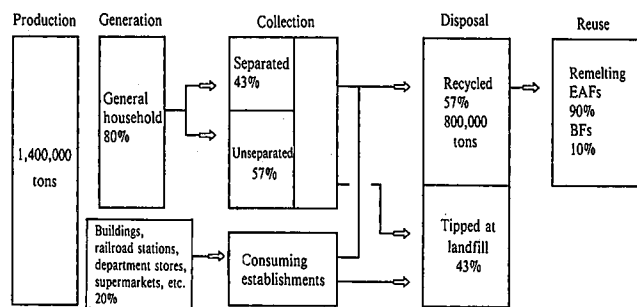 Production
Generation
Collection
Disposal
Reuse
1,400,000
tons
General
household
80%
Buildings,
railroad stations,
department stores,
supermarkets, etc.
20%
Separated
43%
Unseparated
57%
Consuming
establishments
Recycled
57%
800,000
tons
Tipped at
landfill
43%
Remelting
EAFs
90%
BFs
10%